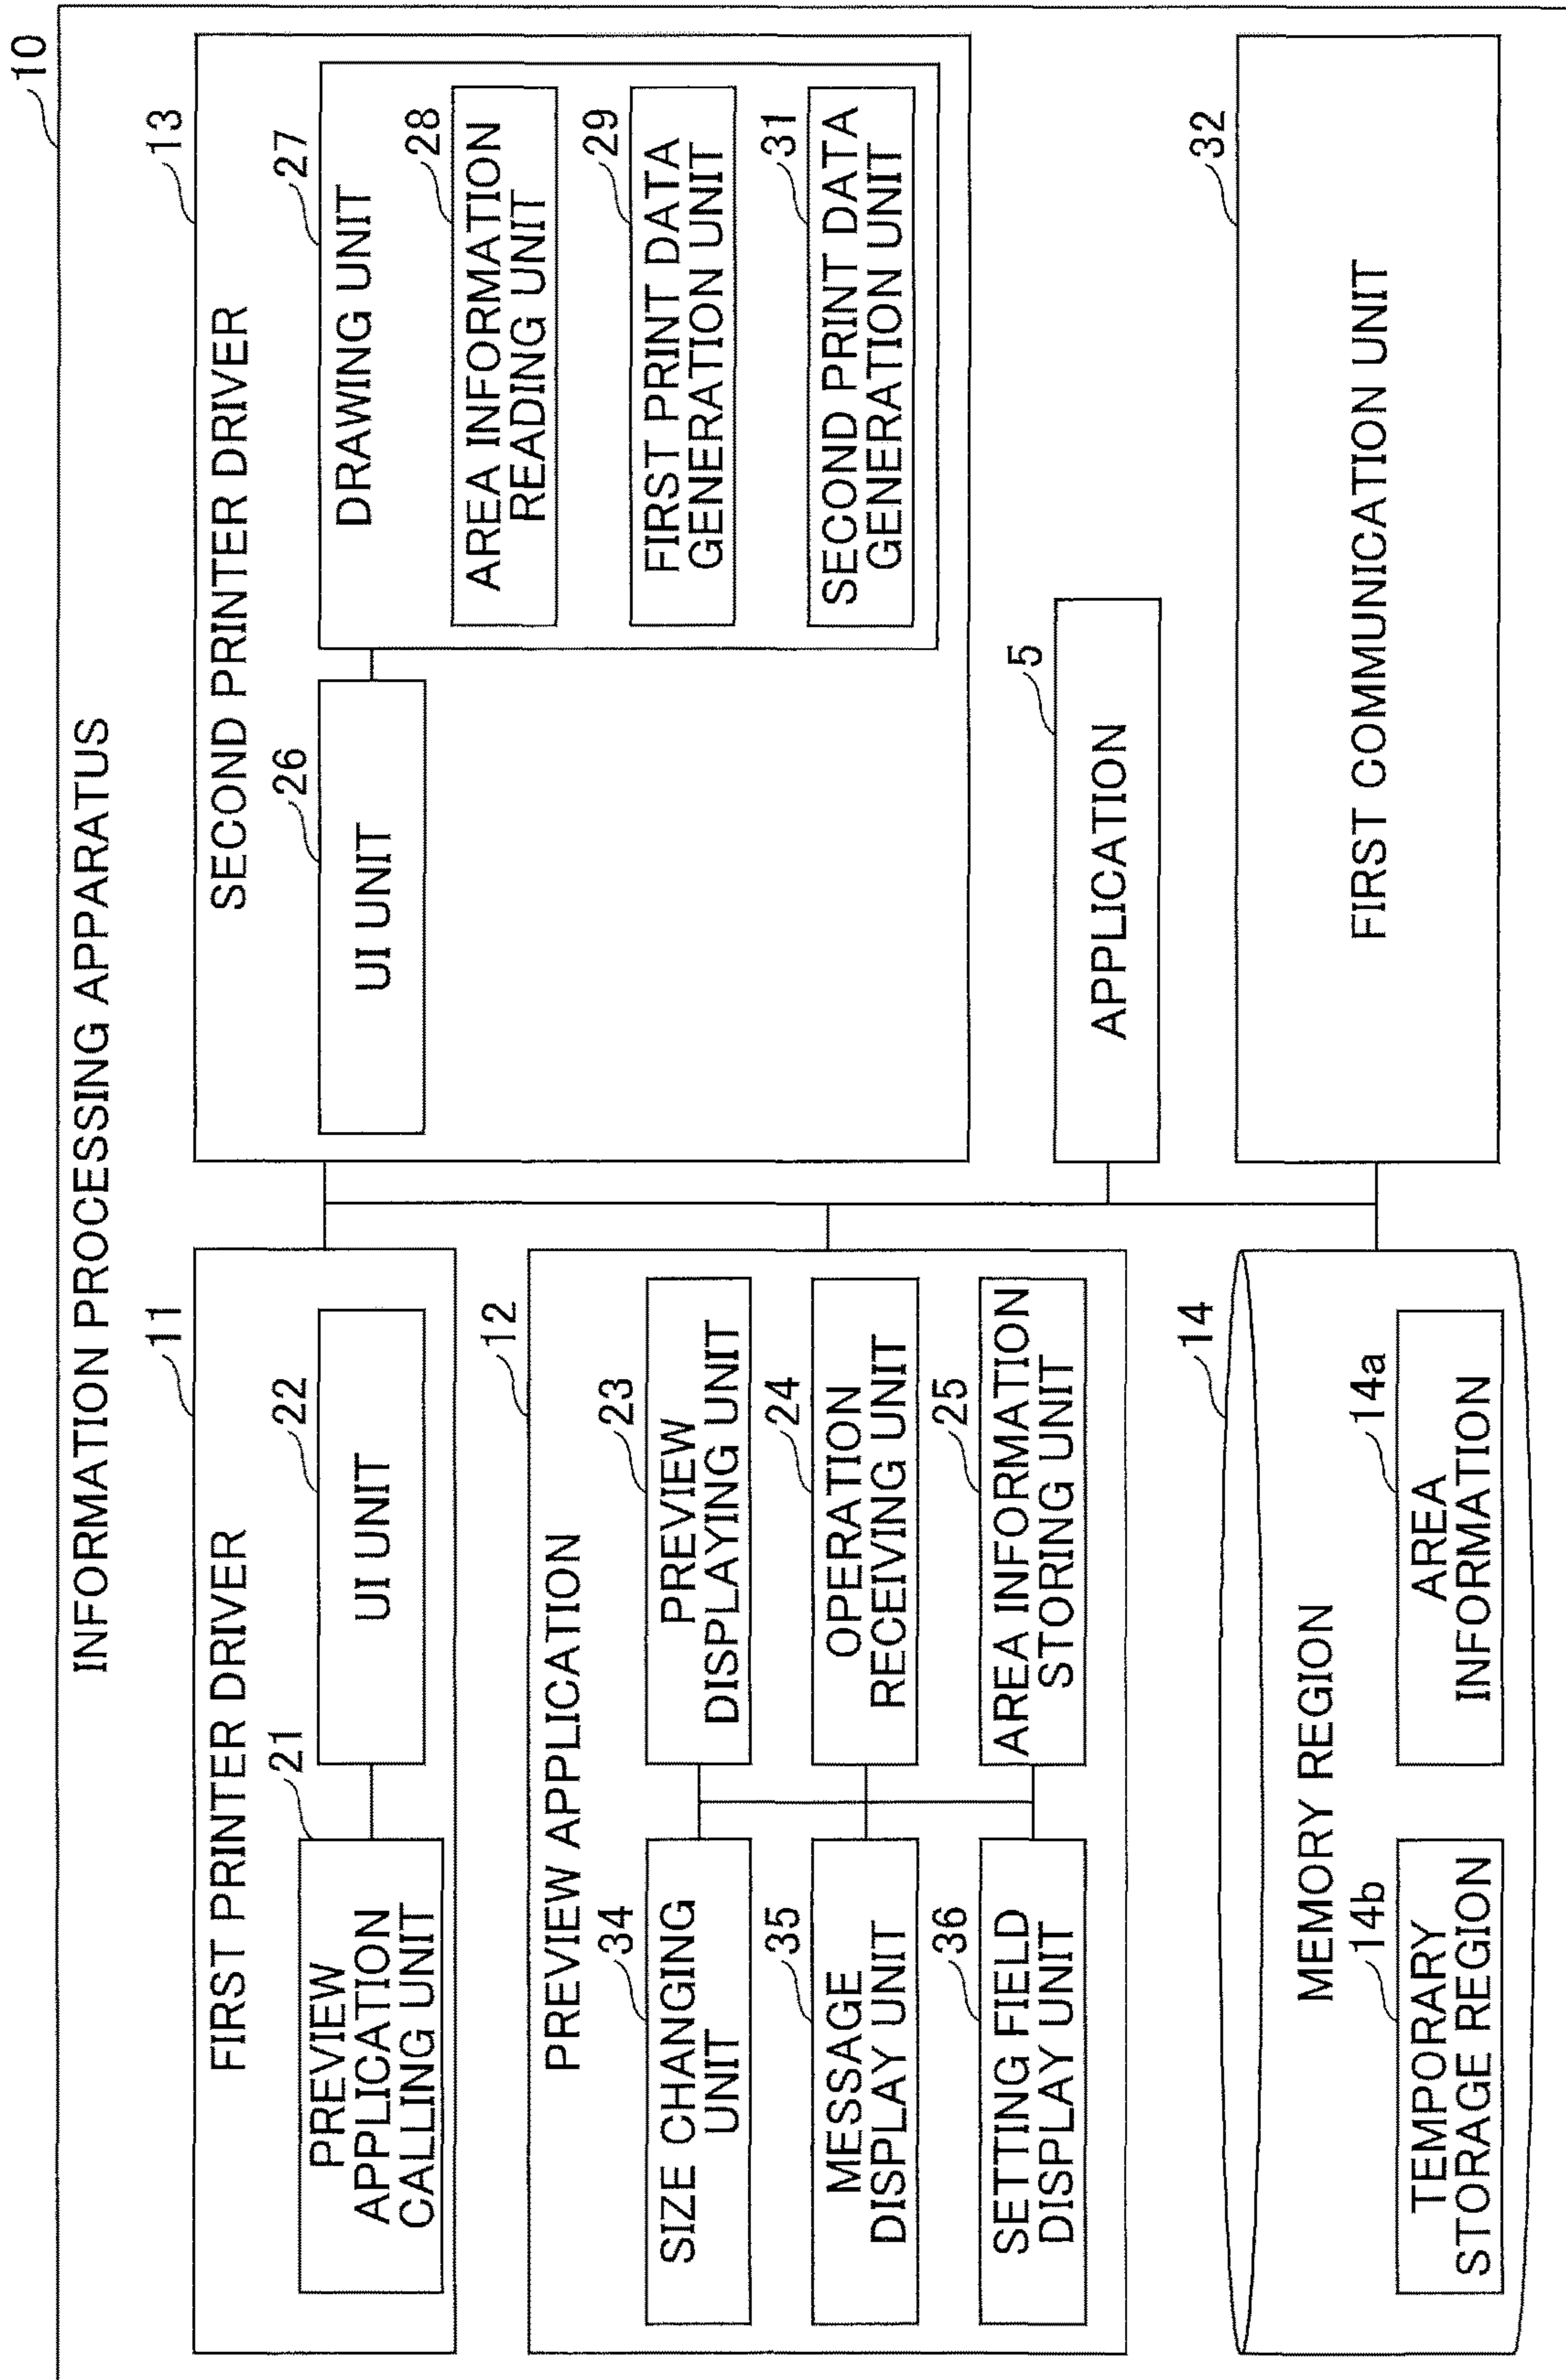 10
INFORMATION PROCESSING APPARATUS
11
FIRST PRINTER DRIVER
21
PREVIEW
APPLICATION
CALLING UNIT
22
UI UNIT
12
PREVIEW APPLICATION
34
SIZE CHANGING
UNIT
23
PREVIEW
DISPLAYING UNIT
35
MESSAGE
DISPLAY UNIT
24
OPERATION
RECEIVING UNIT
36
SETTING FIELD
DISPLAY UNIT
25
AREA INFORMATION
STORING UNIT
14
MEMORY REGION
14b
TEMPORARY
STORAGE REGION
14a
AREA
INFORMATION
13
SECOND PRINTER DRIVER
26
UI UNIT
27
DRAWING UNIT
28
AREA INFORMATION
READING UNIT
29
FIRST PRINT DATA
GENERATION UNIT
31
SECOND PRINT DATA
GENERATION UNIT
5
APPLICATION
32
FIRST COMMUNICATION UNIT